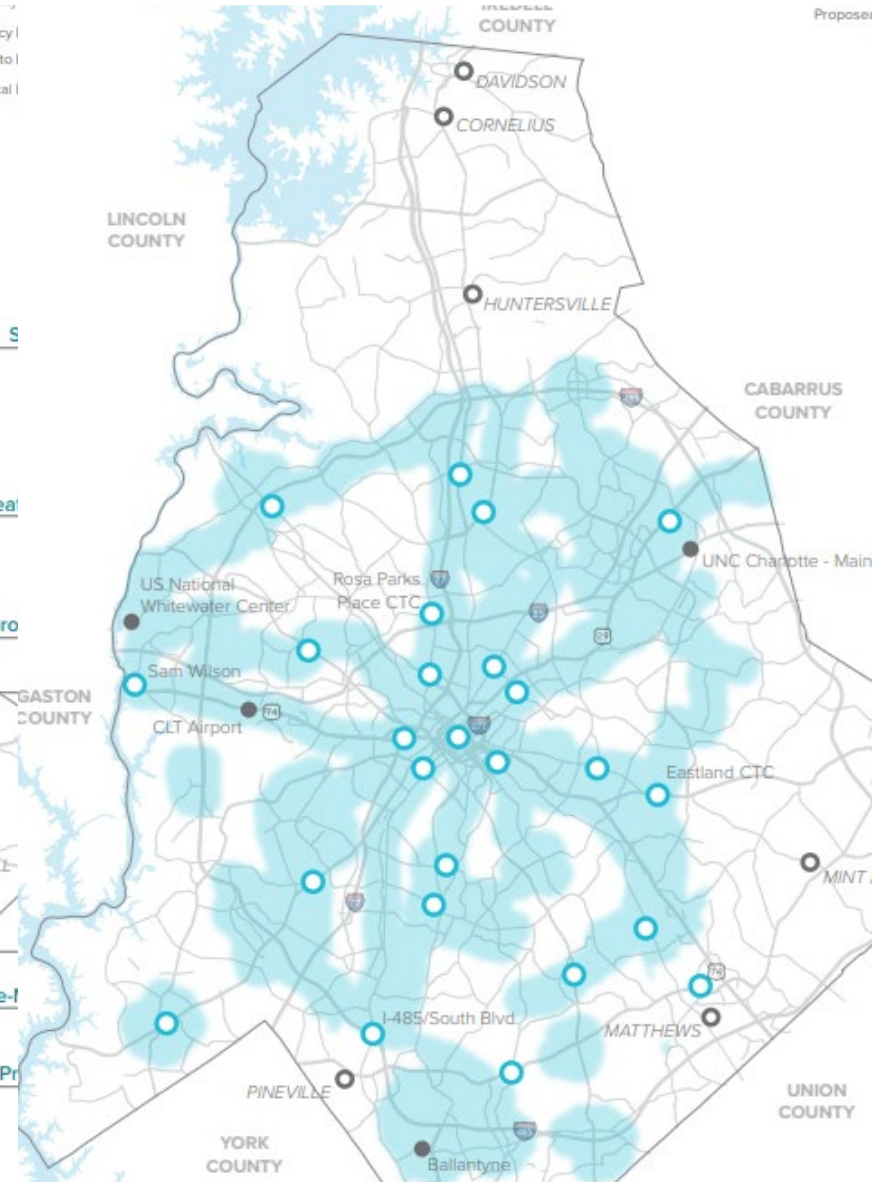 IREDELL
COUNTY
DAVIDSON
CORNELIUS
LINCOLN
COUNTY
HUNTERSVILLE
CABARRUS
COUNTY
485
US National
Whitewater Center
Rosa Parks
Place CTC
77
85
UNC Charlotte - Main
29
Sam Wilson
GASTON
COUNTY
CLT Airport
74
277
Eastland CTC
MINT
77
74
I-485/South Blvd
MATTHEWS
PINEVILLE
485
UNION
COUNTY
YORK
COUNTY
Ballantyne